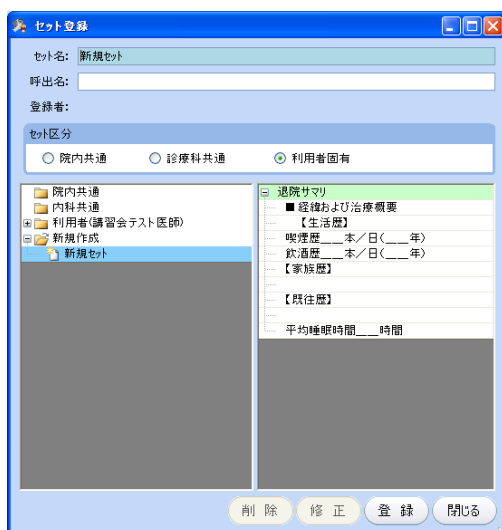 セット登録
セット名: 新規セット
呼出名:
登録者:
セット区分
院内共通 診療科共通 利用者固有
院内共通
内科共通
利用者(講習会テスト医師)
新規作成
新規セット
退院サマリ
■経緯および治療概要
【生活歴】
喫煙歴___本/日(___年)
飲酒歴___本/日(___年)
【家族歴】
【既往歴】
平均睡眠時間___時間
削除 修正 登録 閉じる